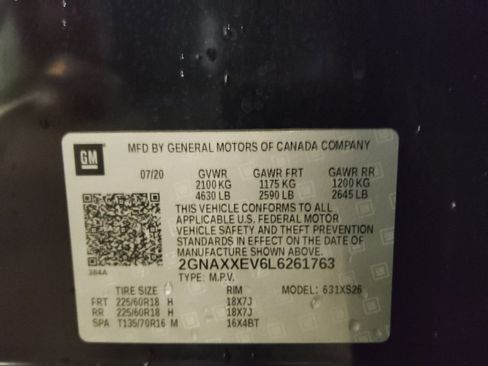 GM
MFD BY GENERAL MOTORS OF CANADA COMPANY
07/20 GVWR GAWR FRT GAWR RR
2100 KG 1175 KG 1200 KG
4630 LB 2590 LB 2645 LB
THIS VEHICLE CONFORMS TO ALL
APPLICABLE U.S. FEDERAL MOTOR
VEHICLE SAFETY AND THEFT PREVENTION
STANDARDS IN EFFECT ON THE DATE OF
MANUFACTURE SHOWN ABOVE.
384A
2GNAXXEV6L6261763
TYPE: M.P.V.
TIRE SIZE RIM MODEL: 631XS26
FRT 225/60R18 H 18X7J
RR 225/60R18 H 18X7J
SPA T135/70R16 M 16X4BT